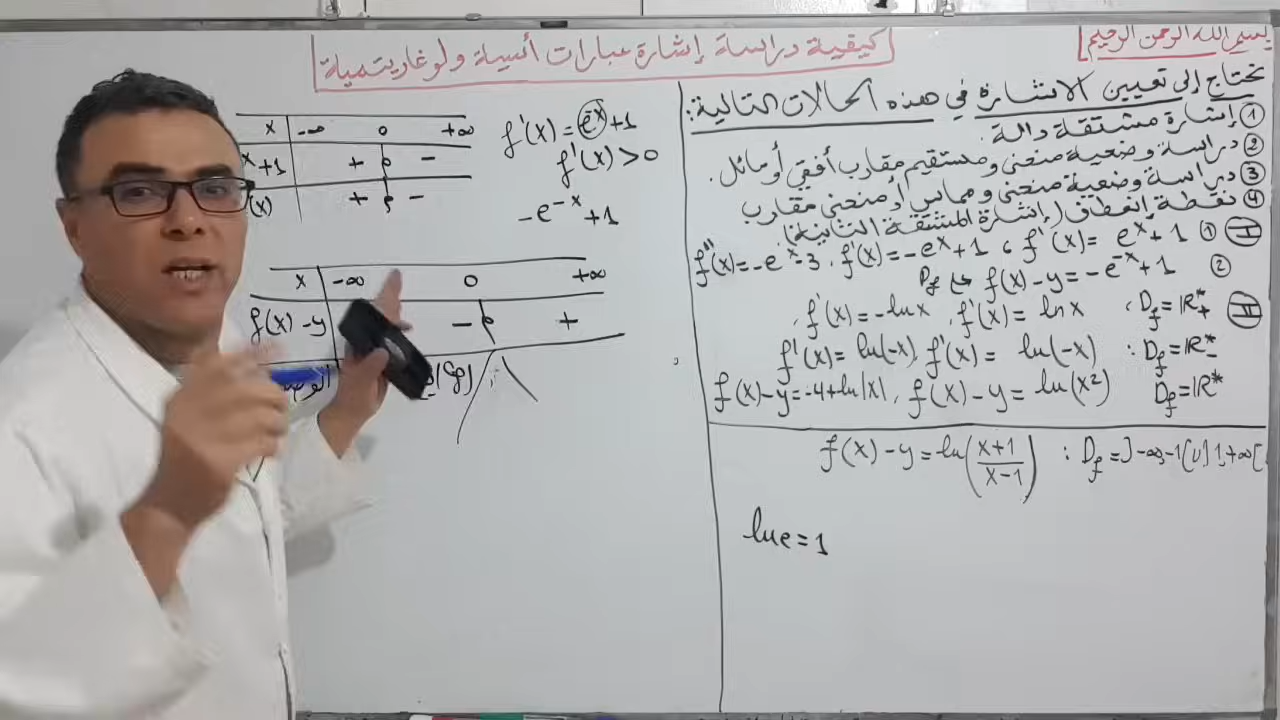 بسم الله الرحمن الرحيم
كيفية دراسة إشارة عبارات أسية ولوغاريتمية
نحتاج إلى تعيين الاشارة في هذه الحالات التالية:
① إشارة مشتقة دالة.
② دراسة وضعية منحنى ومستقيم مقارب أفقي أو مائل.
③ دراسة وضعية منحنى ومماس أو منحنى مقارب
④ نقطة إنعطاف (إشارة المشتقة الثانية).
I ① f'(x) = e^x + 1 ، f'(x) = -e^x + 1 ، f''(x) = -e^x - 3
② f(x) - y = -e^{-x} + 1 D_f
II D_f = ℝ*₊ ، f'(x) = ln x ، f'(x) = -ln x ،
D_f = ℝ*₋ : f'(x) = ln(-x) ، f'(x) = ln(-x)
D_f = ℝ* f(x) - y = ln(x²) ، f(x) - y = -4 + ln|x|
f(x) - y = ln((x+1)/(x-1)) : D_f = ]-∞,-1[ ∪ ]1,+∞[
ln e = 1
x -∞ 0 +∞
x + 1 + 0 -
(x) + 0 -
f'(x) = e^x + 1
f'(x) > 0
-e^{-x} + 1
x -∞ 0 +∞
f(x) - y - 0 +